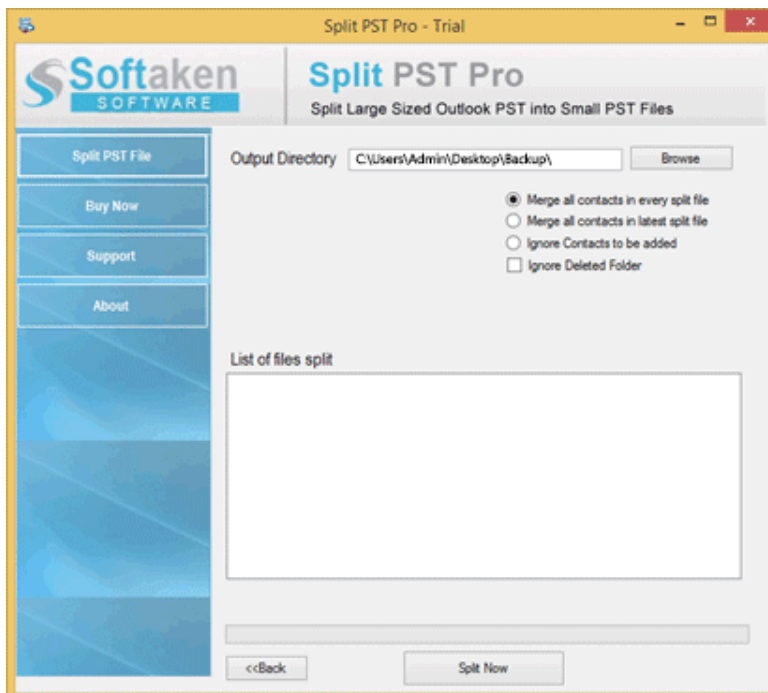 Split PST Pro - Trial
Softaken
SOFTWARE
Split PST Pro
Split Large Sized Outlook PST into Small PST Files
Split PST File
Buy Now
Support
About
Output Directory C:\Users\Admin\Desktop\Backup\ Browse
Merge all contacts in every split file
Merge all contacts in latest split file
Ignore Contacts to be added
Ignore Deleted Folder
List of files split
<<Back Split Now